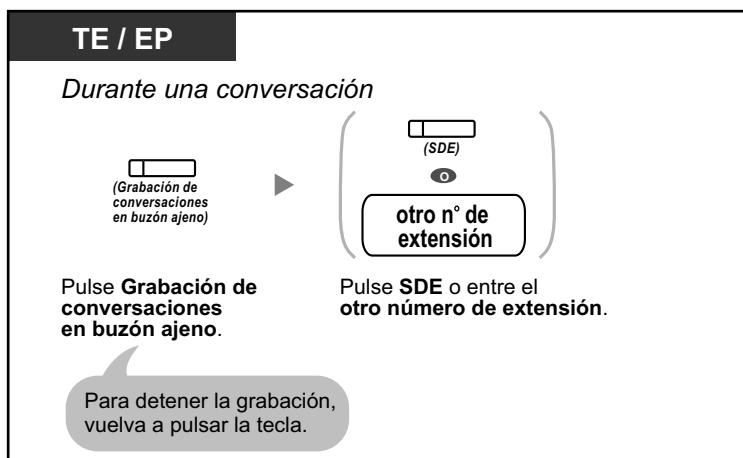 TE / EP
Durante una conversación
(Grabación de
conversaciones
en buzón ajeno)
(SDE)
O
otro n° de
extensión
Pulse Grabación de
conversaciones
en buzón ajeno.
Pulse SDE o entre el
otro número de extensión.
Para detener la grabación,
vuelva a pulsar la tecla.